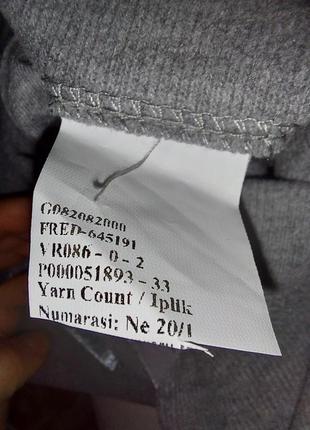 G082082000
FRED-645191
VR086 - 0 - 2
P000051893 - 33
Yarn Count / Iplik
Numarasi: Ne 20/1